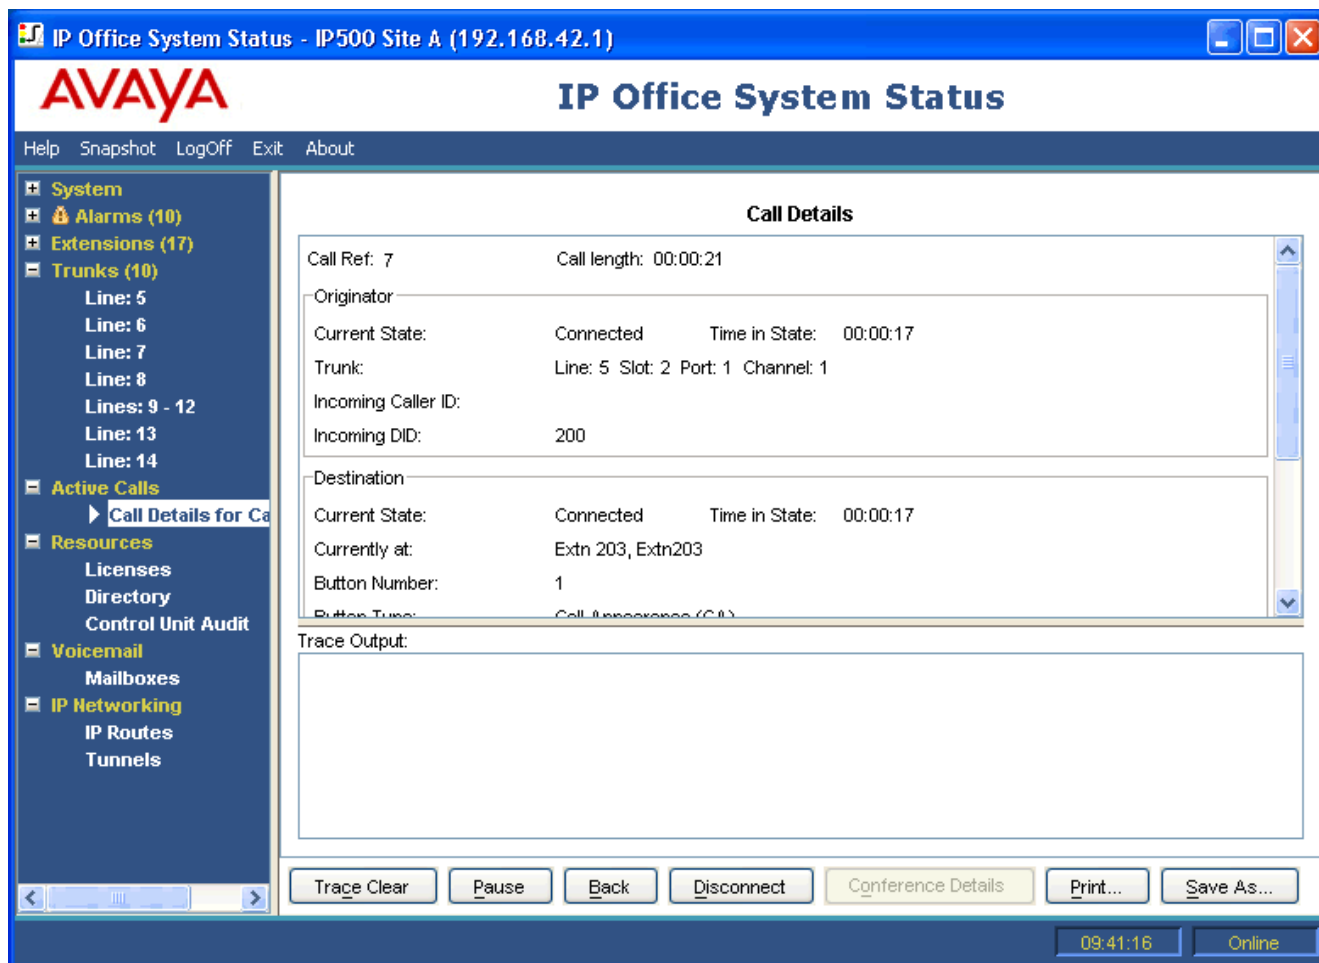 IP Office System Status - IP500 Site A (192.168.42.1)
AVAYA
IP Office System Status
Help Snapshot LogOff Exit About
System
Alarms (10)
Extensions (17)
Trunks (10)
Line: 5
Line: 6
Line: 7
Line: 8
Lines: 9 - 12
Line: 13
Line: 14
Active Calls
Call Details for Ca
Resources
Licenses
Directory
Control Unit Audit
Voicemail
Mailboxes
IP Networking
IP Routes
Tunnels
Call Details
Call Ref: 7 Call length: 00:00:21
Originator
Current State: Connected Time in State: 00:00:17
Trunk: Line: 5 Slot: 2 Port: 1 Channel: 1
Incoming Caller ID:
Incoming DID: 200
Destination
Current State: Connected Time in State: 00:00:17
Currently at: Extn 203, Extn203
Button Number: 1
Button Type: Call Appearance (CA)
Trace Output:
Trace Clear Pause Back Disconnect Conference Details Print... Save As...
09:41:16 Online